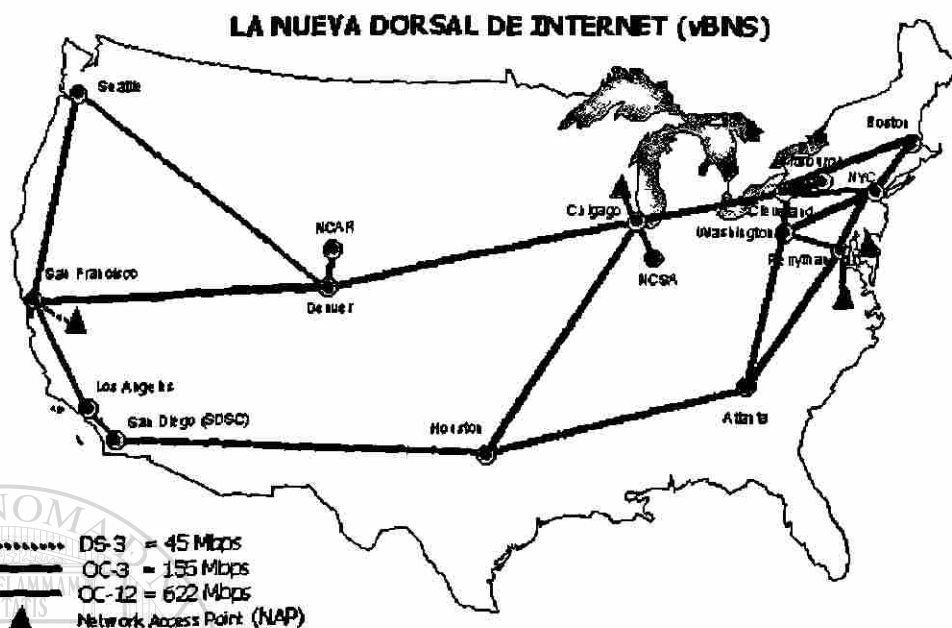 LA NUEVA DORSAL DE INTERNET (vBNS)
Seattle
Boston
NYC
Chigago
Cleveland
Washington
NCAR
NCSA
Perryman
San Francisco
Denver
Los Angeles
San Diego (SDSC)
Houston
Atlanta
DS-3 = 45 Mbps
OC-3 = 155 Mbps
OC-12 = 622 Mbps
Network Access Point (NAP)